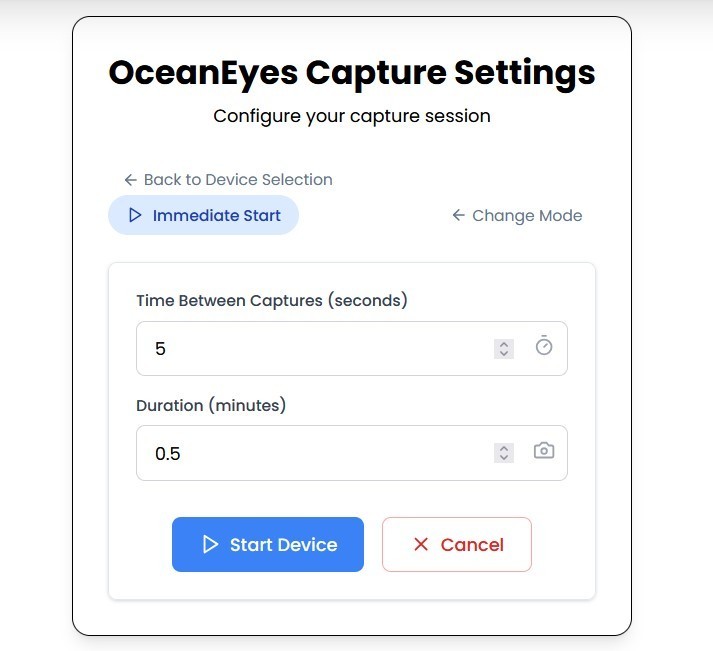 OceanEyes Capture Settings
Configure your capture session
← Back to Device Selection
Immediate Start
← Change Mode
Time Between Captures (seconds)
5
Duration (minutes)
0.5
Start Device
Cancel